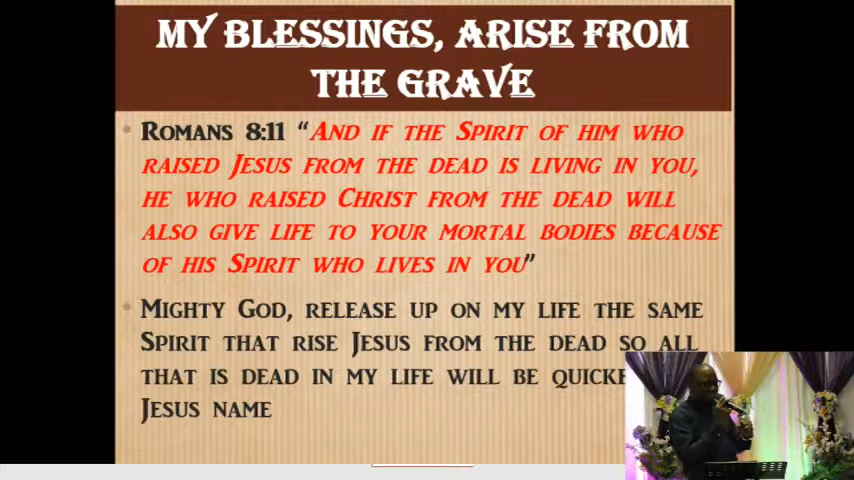 MY BLESSINGS, ARISE FROM
THE GRAVE
• ROMANS 8:11 “AND IF THE SPIRIT OF HIM WHO
RAISED JESUS FROM THE DEAD IS LIVING IN YOU,
HE WHO RAISED CHRIST FROM THE DEAD WILL
ALSO GIVE LIFE TO YOUR MORTAL BODIES BECAUSE
OF HIS SPIRIT WHO LIVES IN YOU”
• MIGHTY GOD, RELEASE UP ON MY LIFE THE SAME
SPIRIT THAT RISE JESUS FROM THE DEAD SO ALL
THAT IS DEAD IN MY LIFE WILL BE
JESUS NAME